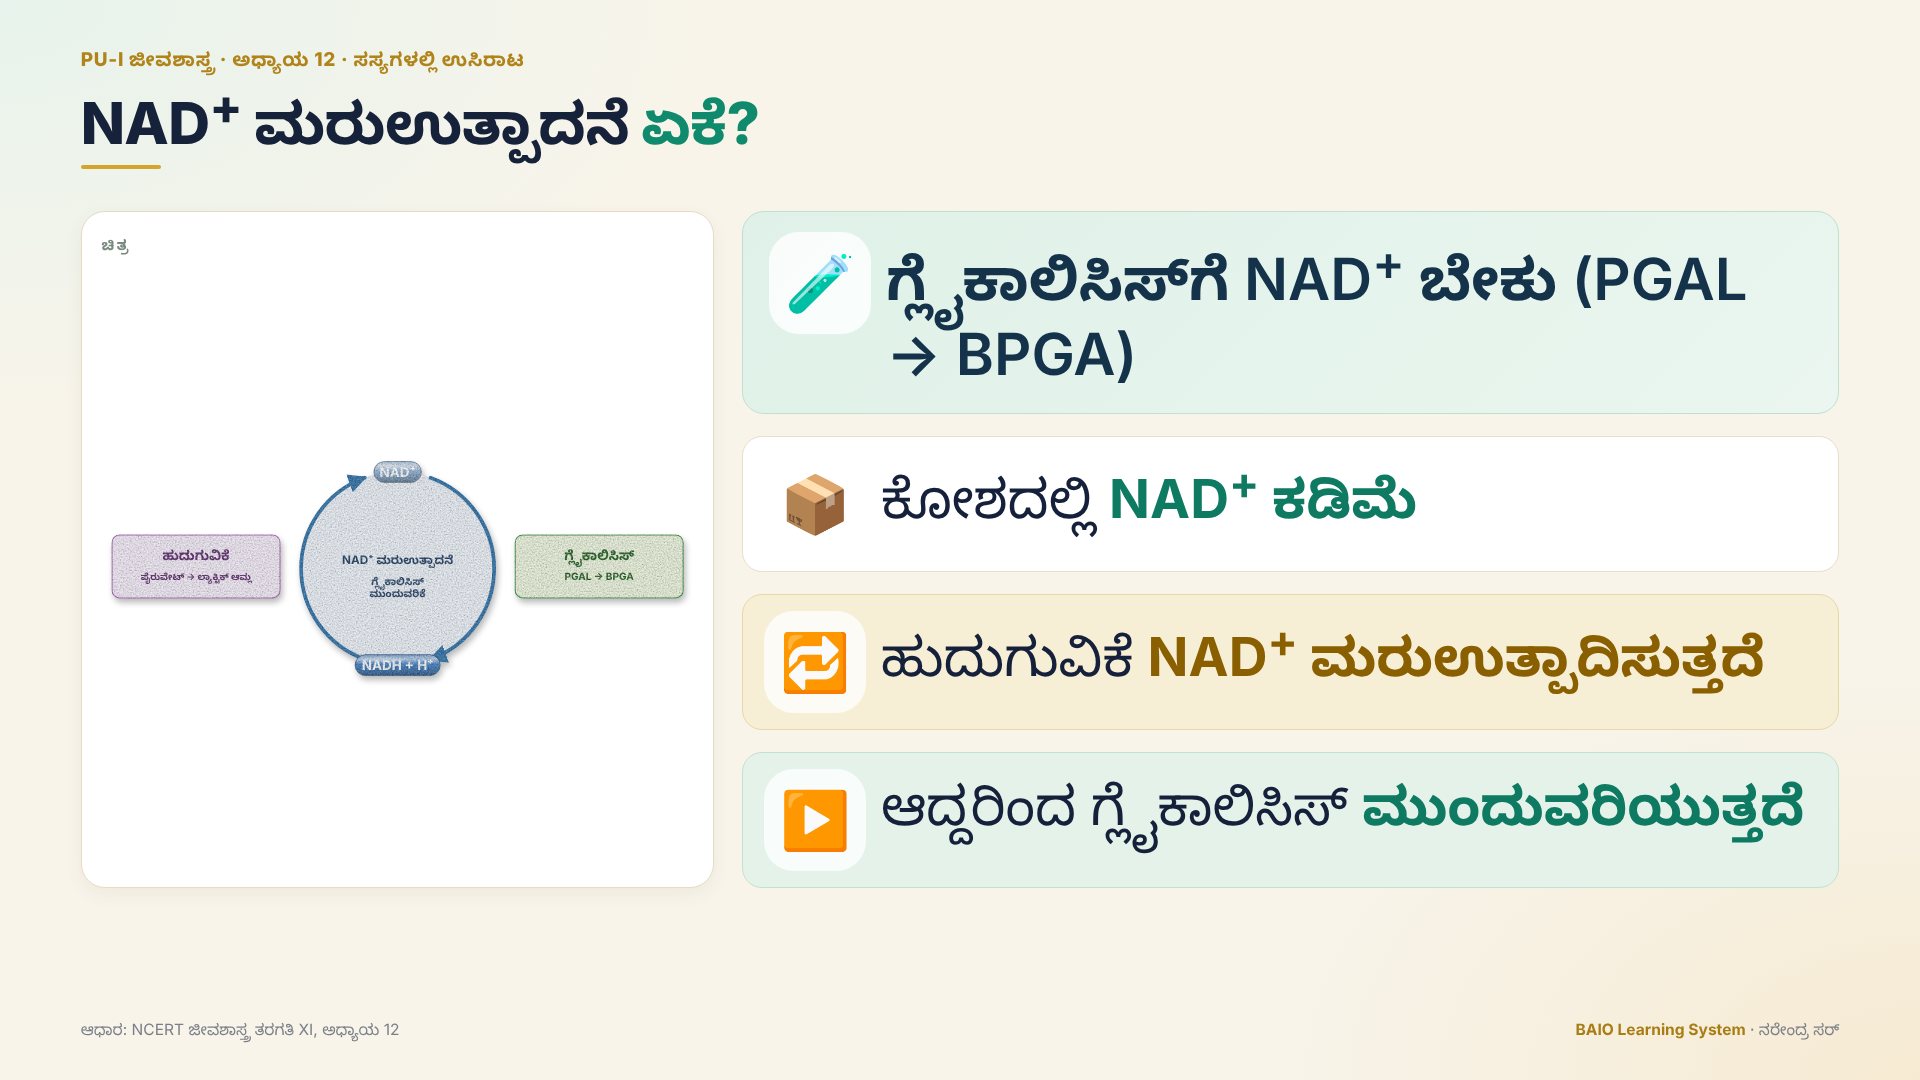 PU-I ಜೀವಶಾಸ್ತ್ರ · ಅಧ್ಯಾಯ 12 · ಸಸ್ಯಗಳಲ್ಲಿ ಉಸಿರಾಟ
NAD⁺ ಮರುಉತ್ಪಾದನೆ ಏಕೆ?
ಚಿತ್ರ
NAD⁺
ಹುದುಗುವಿಕೆ
ಪೈರುವೇಟ್ → ಲ್ಯಾಕ್ಟಿಕ್ ಆಮ್ಲ
NAD⁺ ಮರುಉತ್ಪಾದನೆ
ಗ್ಲೈಕಾಲಿಸಿಸ್
ಮುಂದುವರಿಕೆ
ಗ್ಲೈಕಾಲಿಸಿಸ್
PGAL → BPGA
NADH + H⁺
ಗ್ಲೈಕಾಲಿಸಿಸ್‌ಗೆ NAD⁺ ಬೇಕು (PGAL
→ BPGA)
ಕೋಶದಲ್ಲಿ NAD⁺ ಕಡಿಮೆ
ಹುದುಗುವಿಕೆ NAD⁺ ಮರುಉತ್ಪಾದಿಸುತ್ತದೆ
ಆದ್ದರಿಂದ ಗ್ಲೈಕಾಲಿಸಿಸ್ ಮುಂದುವರಿಯುತ್ತದೆ
ಆಧಾರ: NCERT ಜೀವಶಾಸ್ತ್ರ ತರಗತಿ XI, ಅಧ್ಯಾಯ 12
BAIO Learning System · ನರೇಂದ್ರ ಸರ್